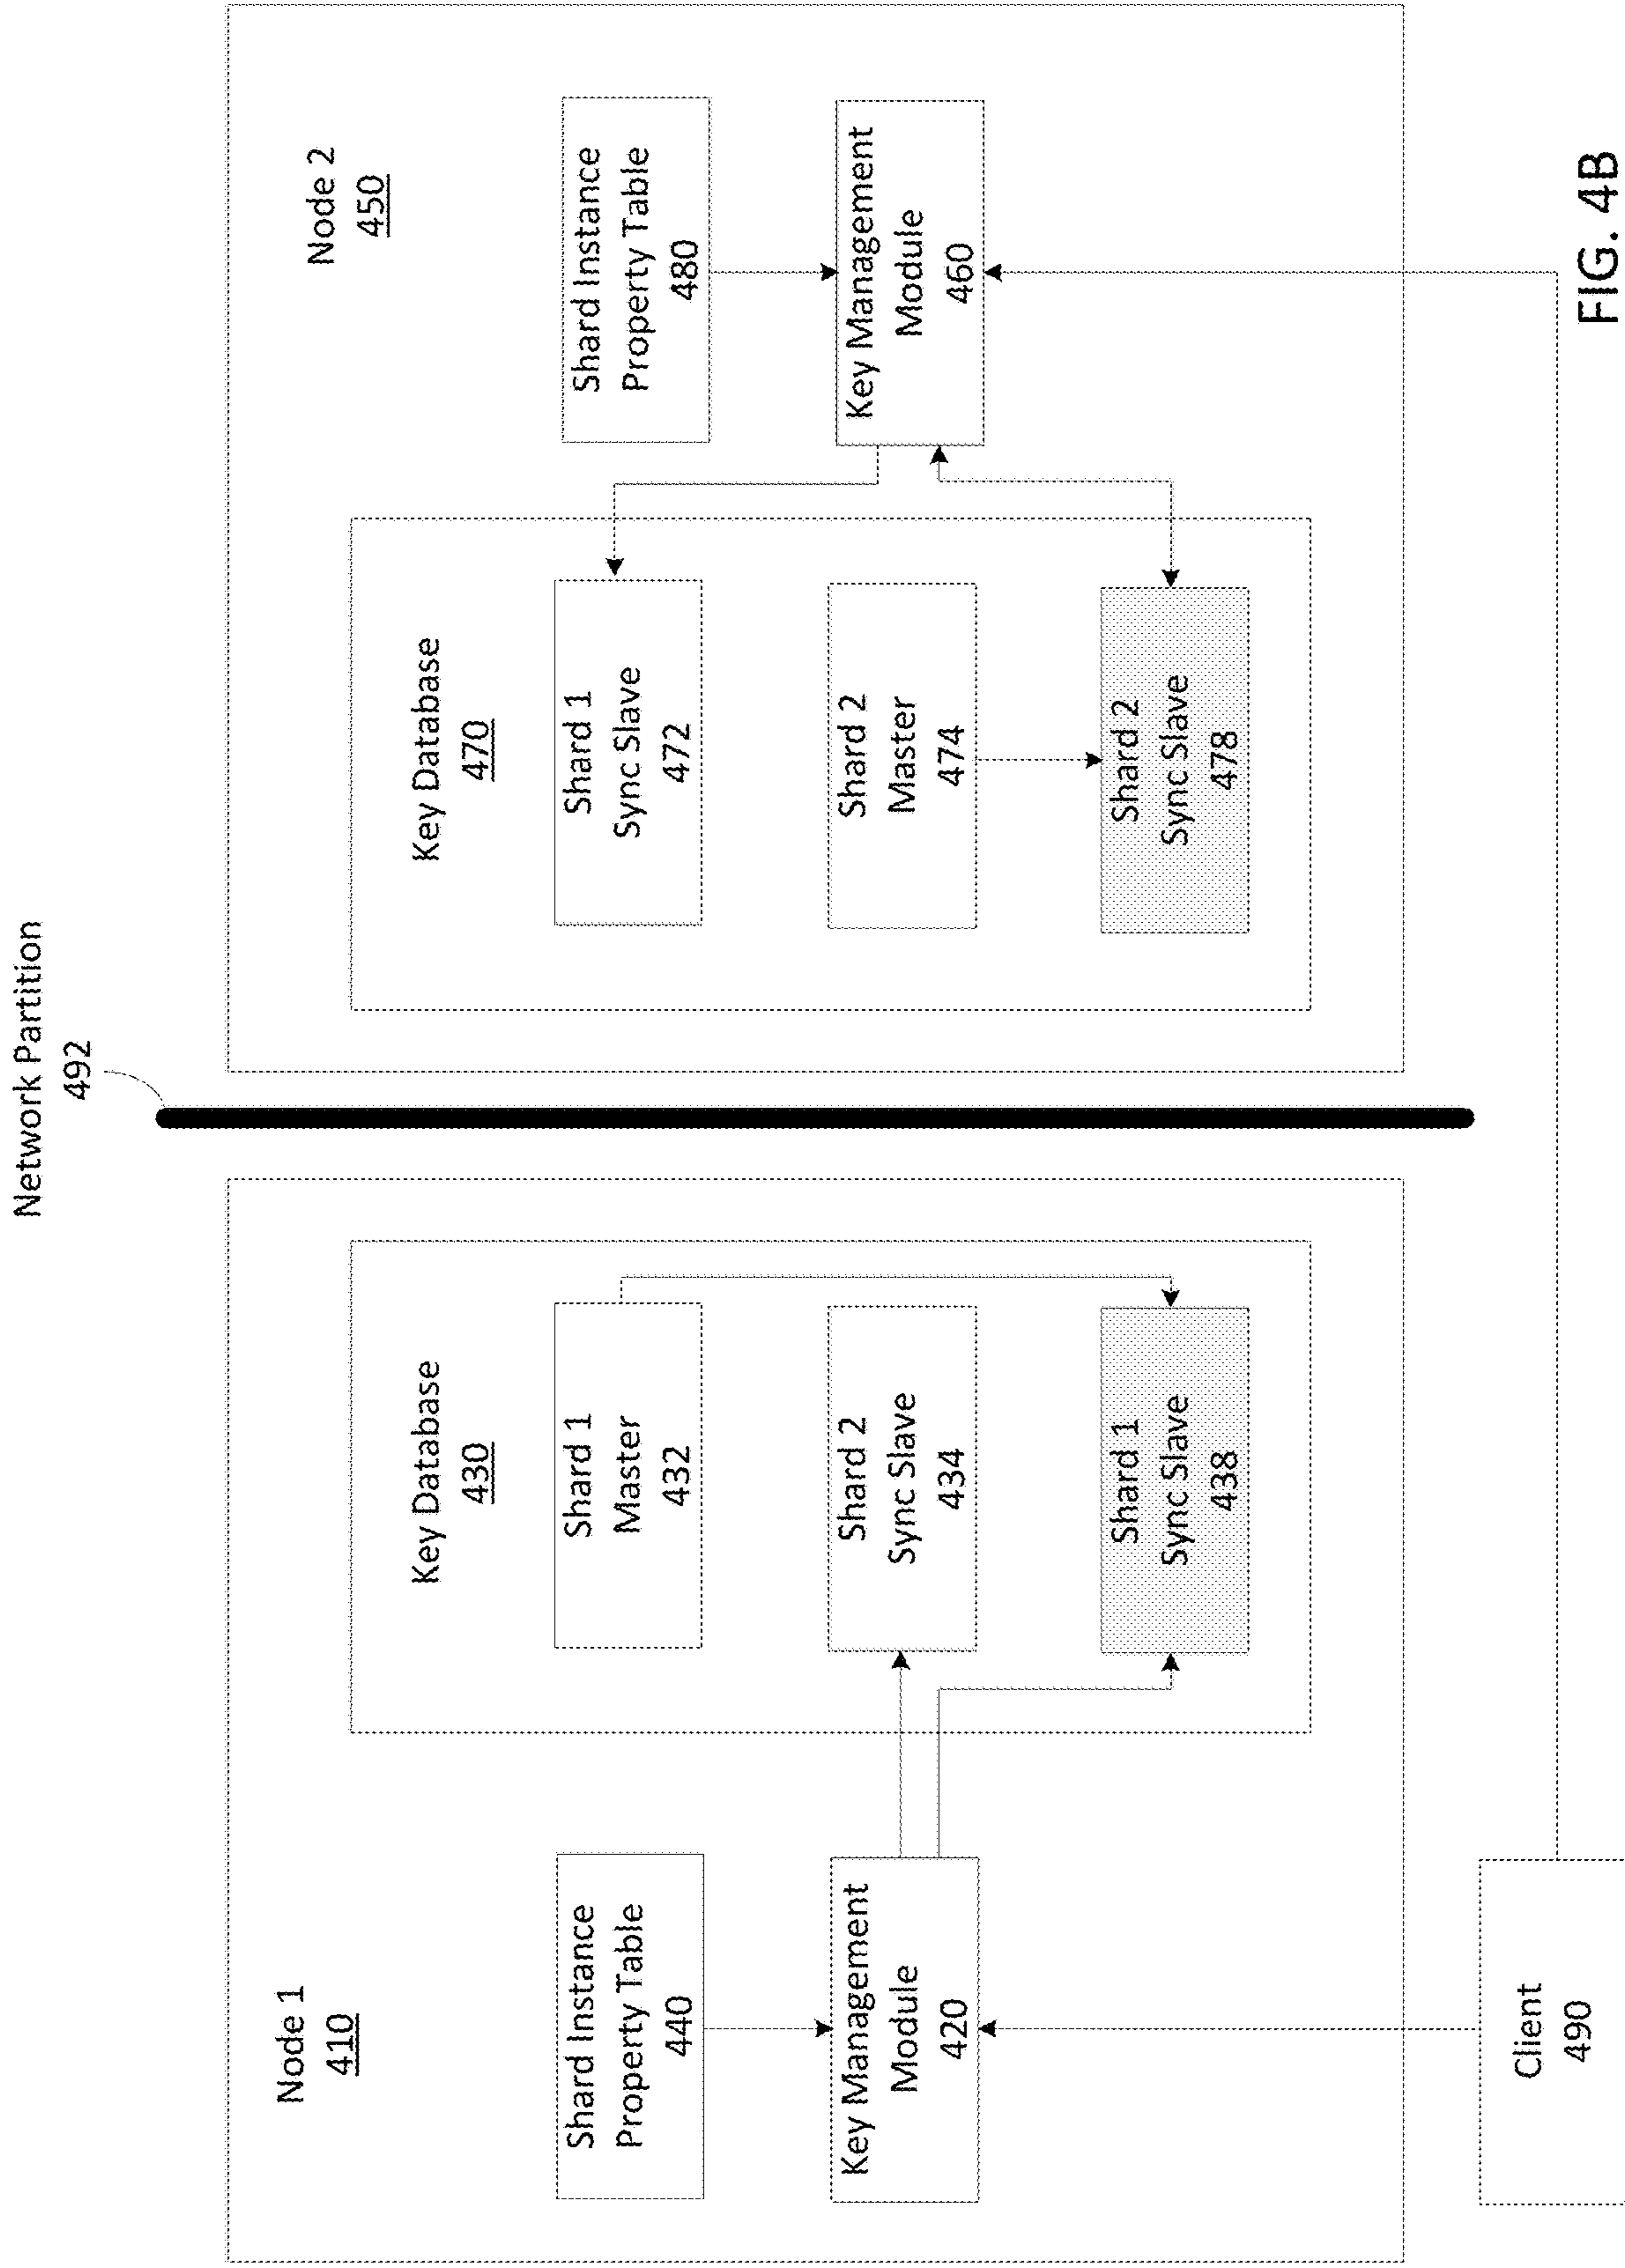 Network Partition
492
Node 1
410
Shard Instance
Property Table
440
Key Management
Module
420
Key Database
430
Shard 1
Master
432
Shard 2
Sync Slave
434
Shard 1
Sync Slave
438
Key Database
470
Shard 1
Sync Slave
472
Shard 2
Master
474
Shard 2
Sync Slave
478
Node 2
450
Shard Instance
Property Table
480
Key Management
Module
460
Client
490
FIG. 4B